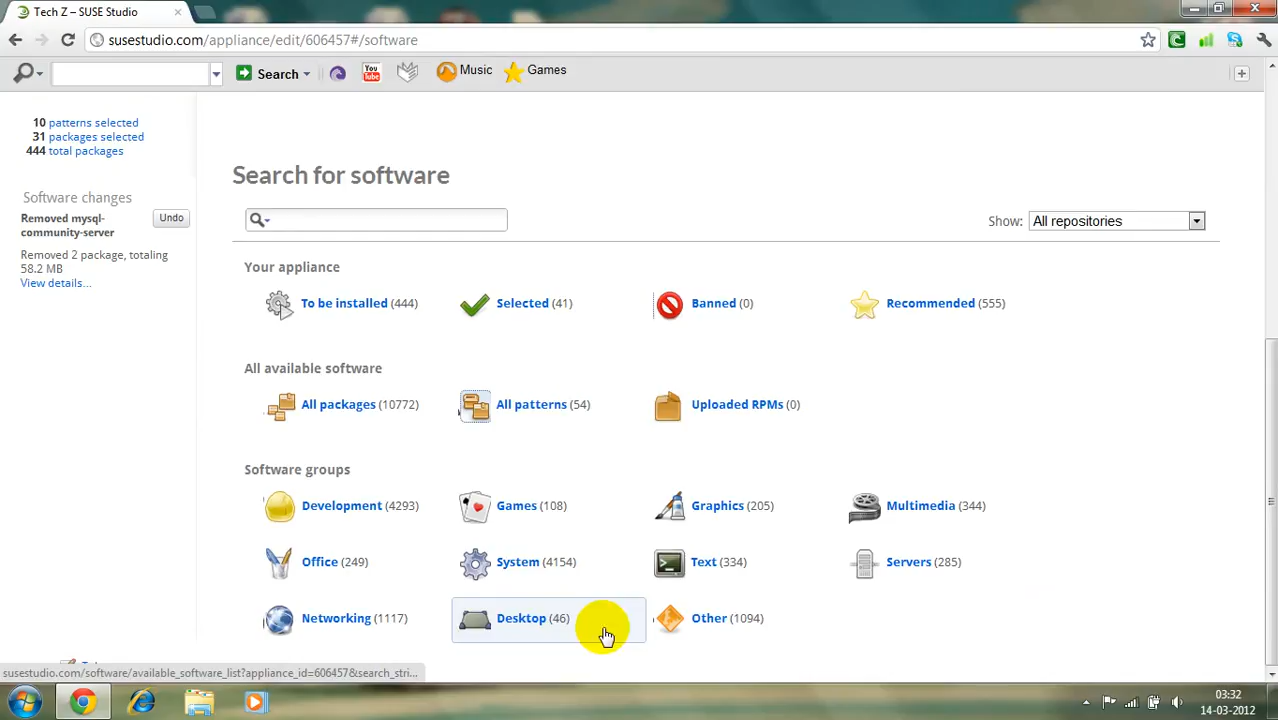 Tech Z – SUSE Studio
susestudio.com/appliance/edit/606457#/software
Search
You
Tube
Music
Games
10 patterns selected
31 packages selected
444 total packages
Software changes
Removed mysql-
community-server
Undo
Removed 2 package, totaling
58.2 MB
View details...
Search for software
Show: All repositories
Your appliance
To be installed (444) Selected (41) Banned (0) Recommended (555)
All available software
All packages (10772) All patterns (54) Uploaded RPMs (0)
Software groups
Development (4293) Games (108) Graphics (205) Multimedia (344)
Office (249) System (4154) Text (334) Servers (285)
Networking (1117) Desktop (46) Other (1094)
susestudio.com/software/available_software_list?appliance_id=606457&search_stri...
03:32
14-03-2012